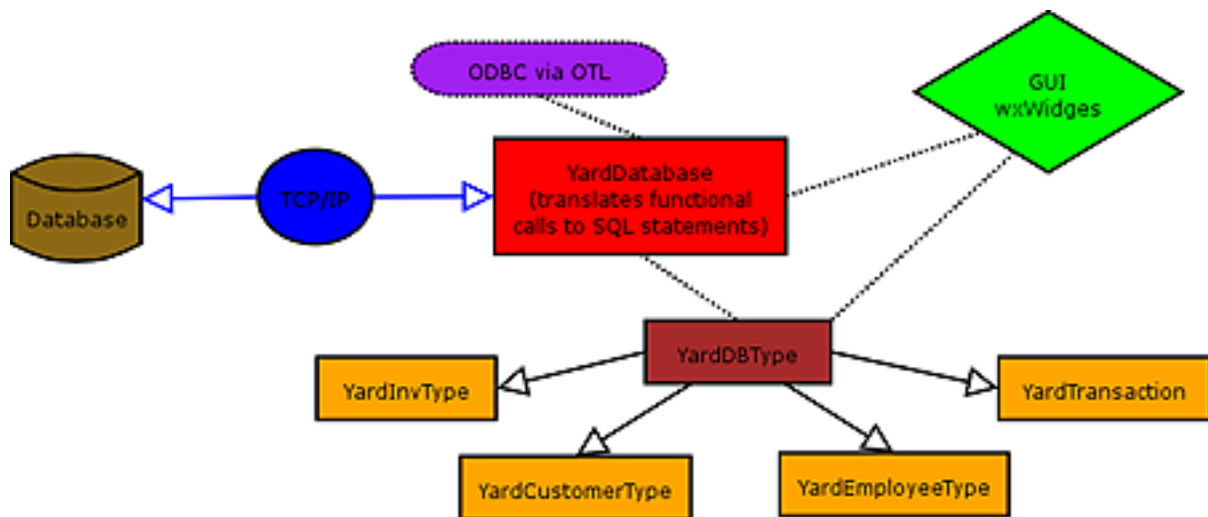 ODBC via OTL
GUI
wxWidges
YardDatabase
(translates functional
calls to SQL statements)
TCP/IP
Database
YardDBType
YardInvType
YardTransaction
YardCustomerType
YardEmployeeType